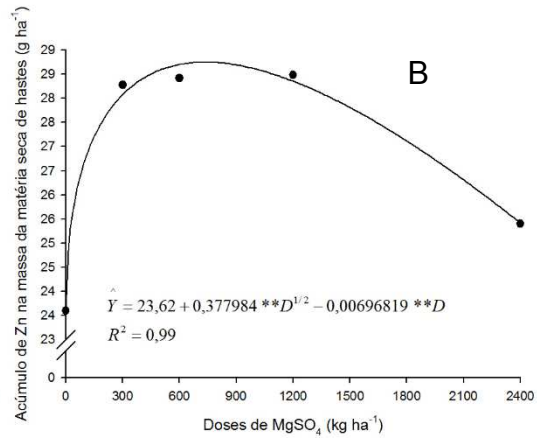 Acúmulo de Zn na massa da matéria seca de hastes (g ha⁻¹)
29
29
28
28
27
27
26
26
25
24
24
23
0
B
Ŷ = 23,62 + 0,377984 **D^{1/2} − 0,00696819 **D
R² = 0,99
0 300 600 900 1200 1500 1800 2100 2400
Doses de MgSO₄ (kg ha⁻¹)